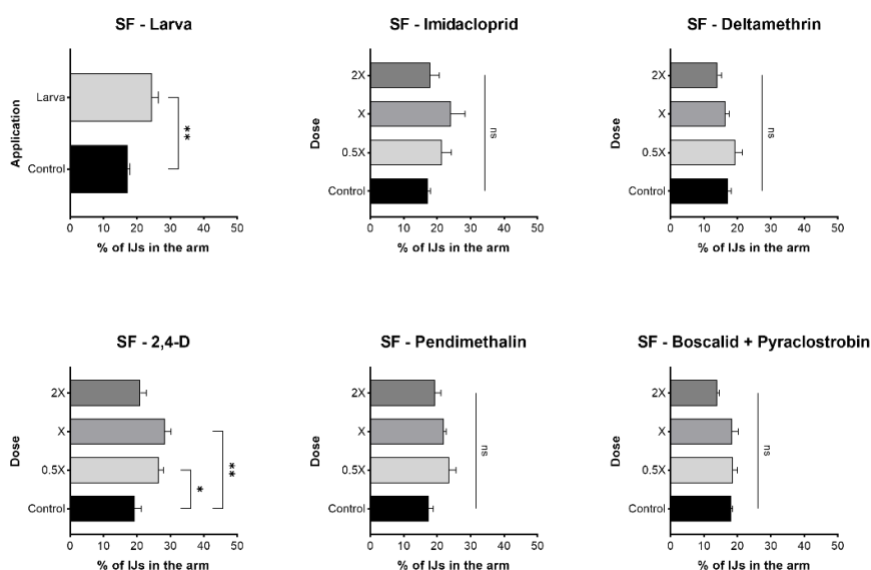 SF - Larva
Application
Larva
Control
**
0 10 20 30 40 50
% of IJs in the arm
SF - Imidacloprid
Dose
2X
X
0.5X
Control
ns
0 10 20 30 40 50
% of IJs in the arm
SF - Deltamethrin
Dose
2X
X
0.5X
Control
ns
0 10 20 30 40 50
% of IJs in the arm
SF - 2,4-D
Dose
2X
X
0.5X
Control
*
**
0 10 20 30 40 50
% of IJs in the arm
SF - Pendimethalin
Dose
2X
X
0.5X
Control
ns
0 10 20 30 40 50
% of IJs in the arm
SF - Boscalid + Pyraclostrobin
Dose
2X
X
0.5X
Control
ns
0 10 20 30 40 50
% of IJs in the arm